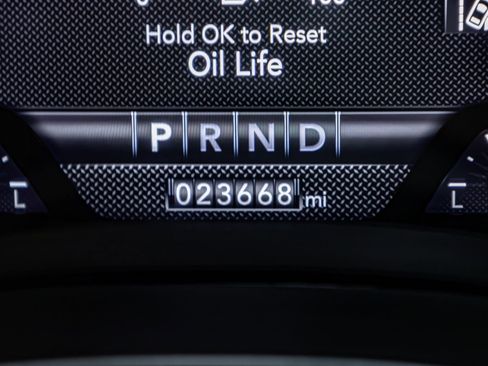 Hold OK to Reset
Oil Life
P R N D
023668 mi
L L